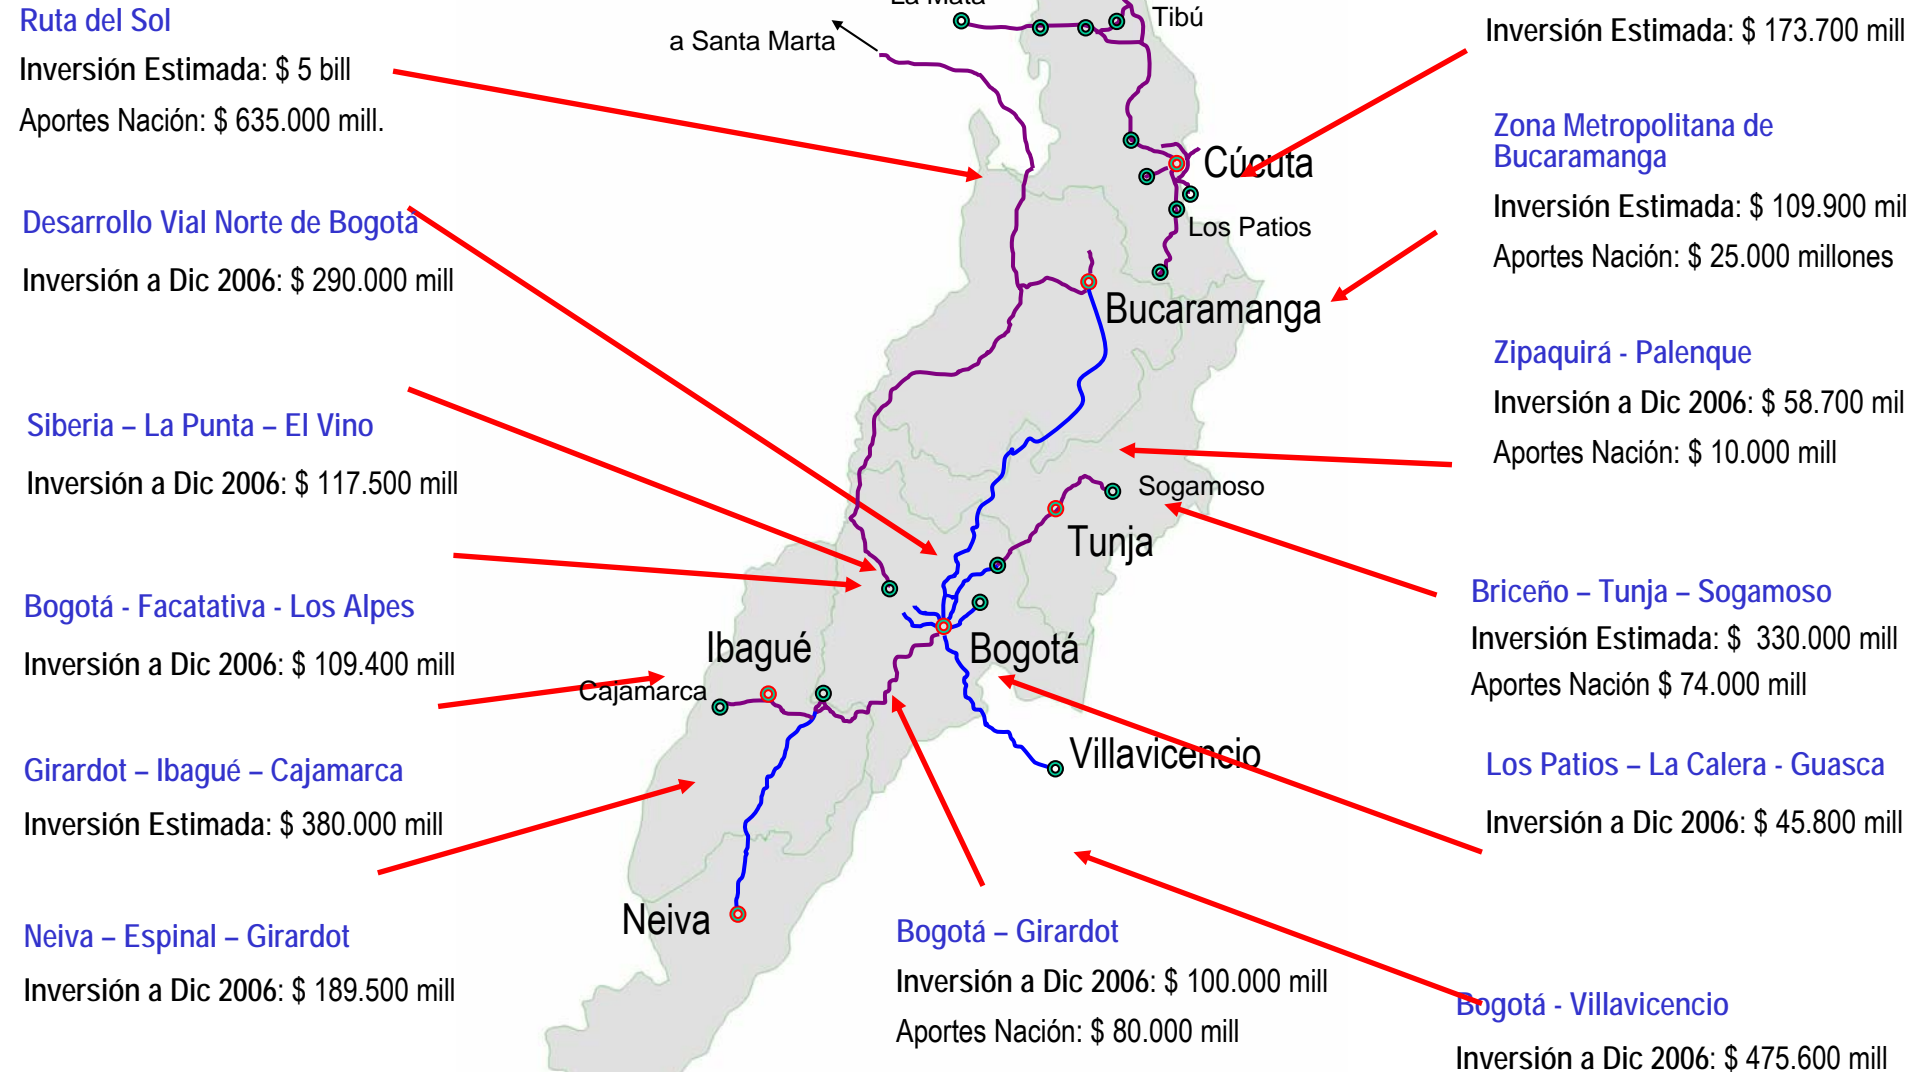 Ruta del Sol
Inversión Estimada: $ 5 bill
Aportes Nación: $ 635.000 mill.
Desarrollo Vial Norte de Bogotá
Inversión a Dic 2006: $ 290.000 mill
Siberia – La Punta – El Vino
Inversión a Dic 2006: $ 117.500 mill
Bogotá - Facatativa - Los Alpes
Inversión a Dic 2006: $ 109.400 mill
Girardot – Ibagué – Cajamarca
Inversión Estimada: $ 380.000 mill
Neiva – Espinal – Girardot
Inversión a Dic 2006: $ 189.500 mill
La Mata
Tibú
a Santa Marta
Cúcuta
Los Patios
Bucaramanga
Sogamoso
Tunja
Ibagué
Bogotá
Cajamarca
Villavicencio
Neiva
Bogotá – Girardot
Inversión a Dic 2006: $ 100.000 mill
Aportes Nación: $ 80.000 mill
Inversión Estimada: $ 173.700 mill
Zona Metropolitana de
Bucaramanga
Inversión Estimada: $ 109.900 mil
Aportes Nación: $ 25.000 millones
Zipaquirá - Palenque
Inversión a Dic 2006: $ 58.700 mil
Aportes Nación: $ 10.000 mill
Briceño – Tunja – Sogamoso
Inversión Estimada: $ 330.000 mill
Aportes Nación $ 74.000 mill
Los Patios – La Calera - Guasca
Inversión a Dic 2006: $ 45.800 mill
Bogotá - Villavicencio
Inversión a Dic 2006: $ 475.600 mill